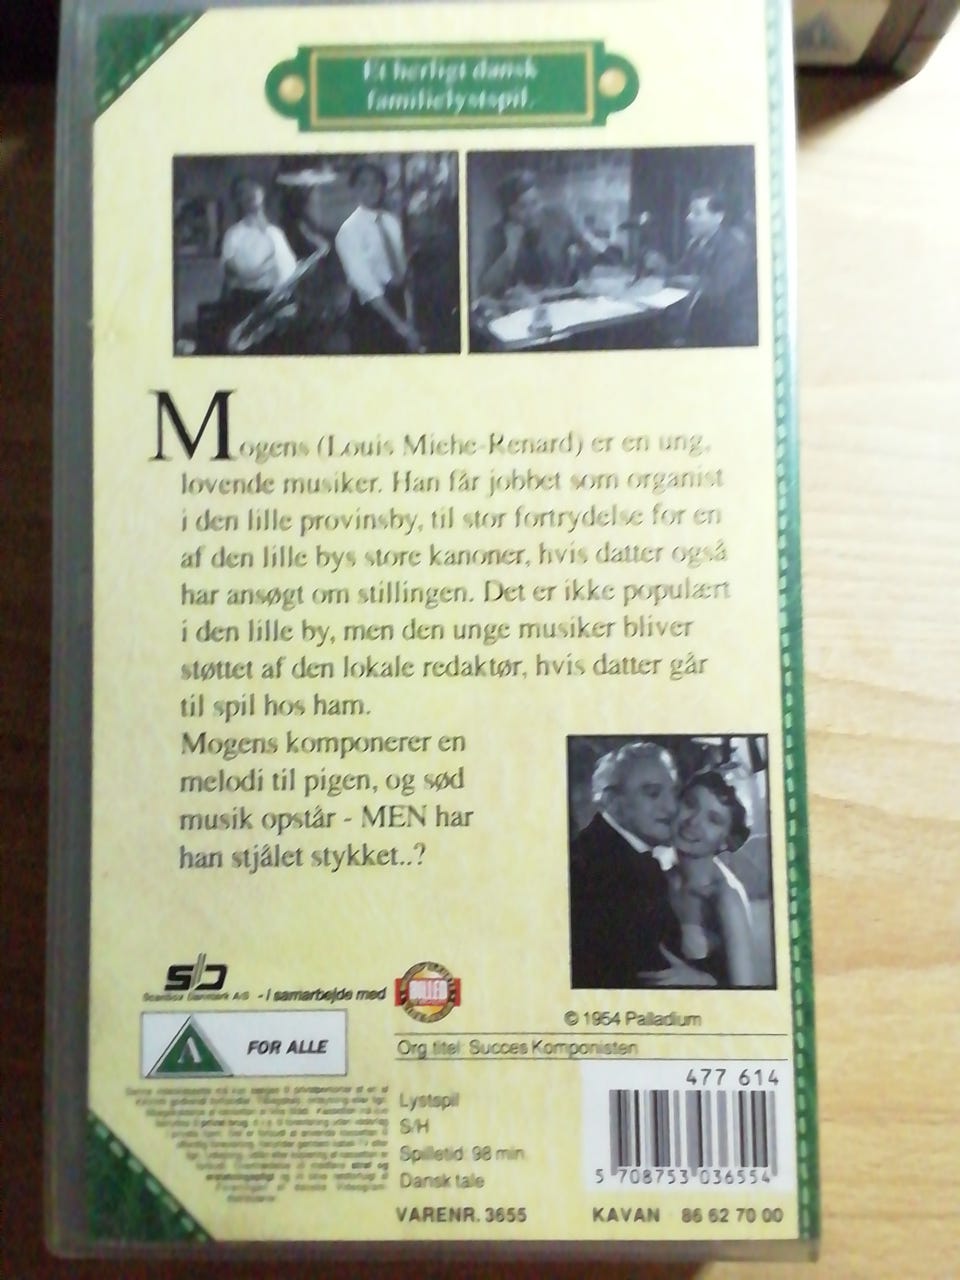 Et herligt dansk
familielystspil.
Mogens (Louis Miehe-Renard) er en ung,
lovende musiker. Han får jobbet som organist
i den lille provinsby, til stor fortrydelse for en
af den lille bys store kanoner, hvis datter også
har ansøgt om stillingen. Det er ikke populært
i den lille by, men den unge musiker bliver
støttet af den lokale redaktør, hvis datter går
til spil hos ham.
Mogens komponerer en
melodi til pigen, og sød
musik opstår - MEN har
han stjålet stykket..?
Scanbox Danmark A/S - I samarbejde med
BILLED
© 1954 Palladium
A FOR ALLE
Org.titel: Succes Komponisten
477 614
Lystspil
S/H
Spilletid: 98 min.
Dansk tale
5 708753 036554
VARENR. 3655
KAVAN 86 62 70 00